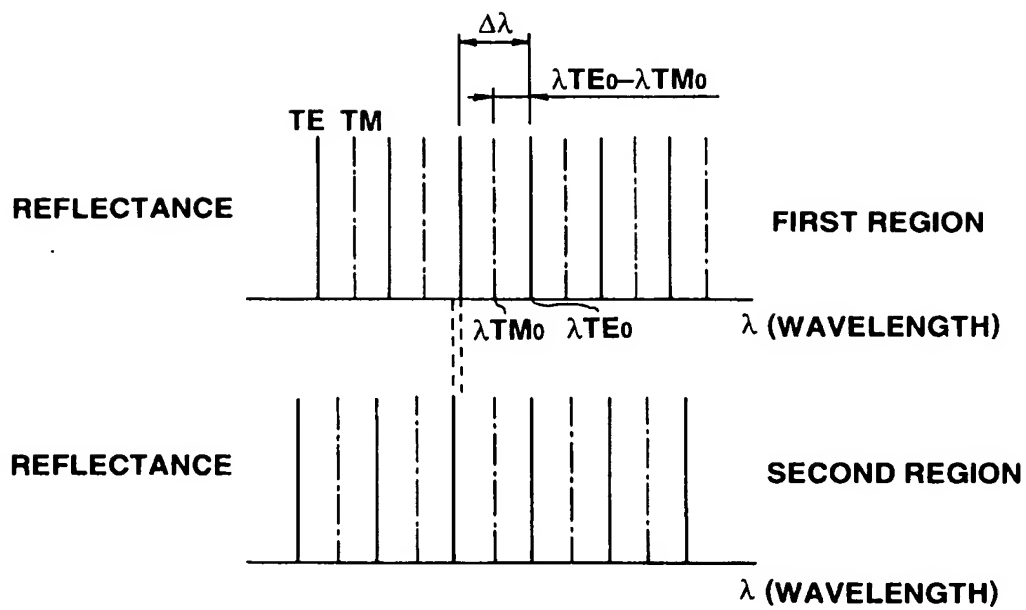 Δλ
λTE₀–λTM₀
TE TM
REFLECTANCE
FIRST REGION
λTM₀ λTE₀
λ (WAVELENGTH)
REFLECTANCE
SECOND REGION
λ (WAVELENGTH)